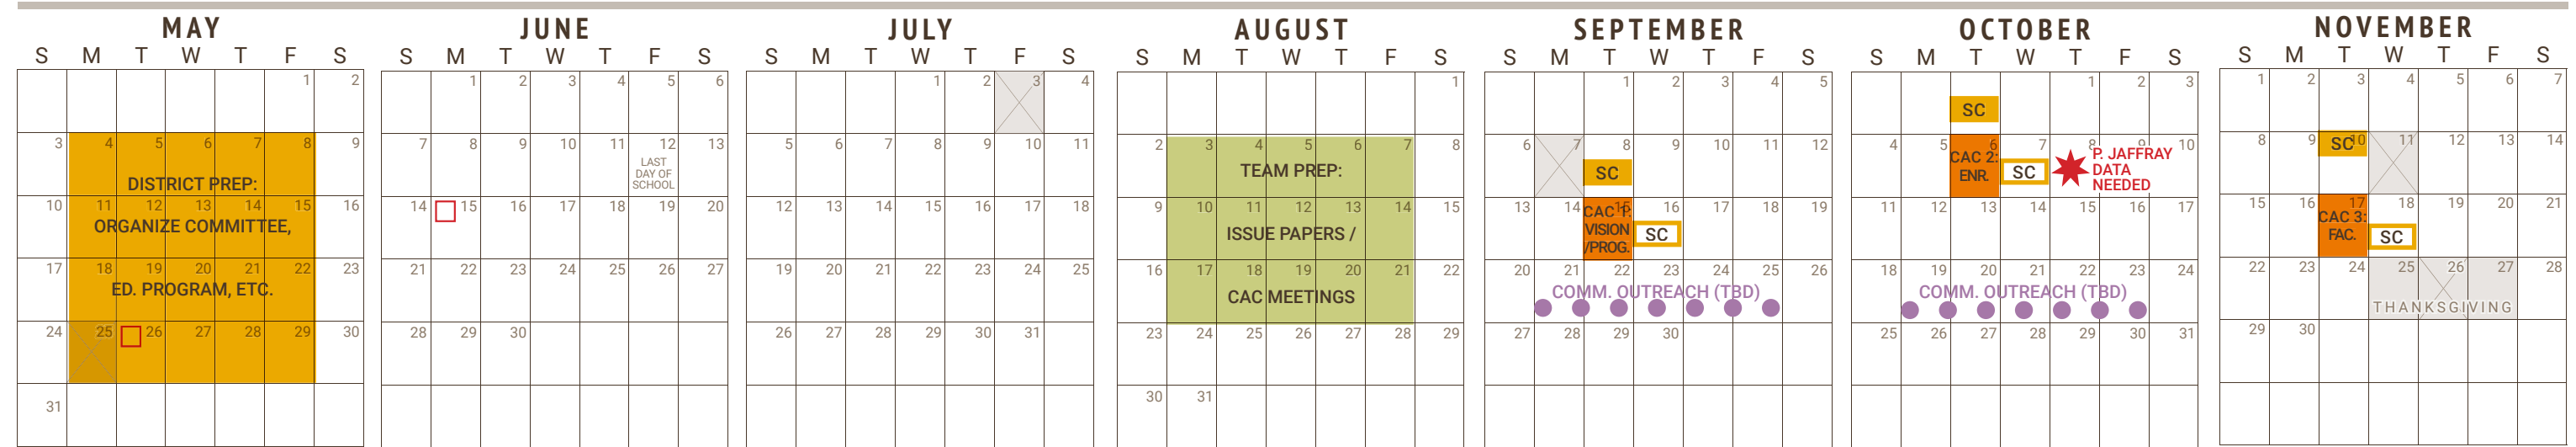 MAY
S M T W T F S
1 2
3 4 5 6 7 8 9
DISTRICT PREP:
10 11 12 13 14 15 16
ORGANIZE COMMITTEE,
17 18 19 20 21 22 23
ED. PROGRAM, ETC.
24 25 26 27 28 29 30
31
JUNE
S M T W T F S
1 2 3 4 5 6
7 8 9 10 11 12 13
LAST
DAY OF
SCHOOL
14 15 16 17 18 19 20
21 22 23 24 25 26 27
28 29 30
JULY
S M T W T F S
1 2 3 4
5 6 7 8 9 10 11
12 13 14 15 16 17 18
19 20 21 22 23 24 25
26 27 28 29 30 31
AUGUST
S M T W T F S
1
2 3 4 5 6 7 8
TEAM PREP:
9 10 11 12 13 14 15
ISSUE PAPERS /
16 17 18 19 20 21 22
CAC MEETINGS
23 24 25 26 27 28 29
30 31
SEPTEMBER
S M T W T F S
1 2 3 4 5
6 7 8 9 10 11 12
SC
13 14 15 16 17 18 19
CAC 1:
VISION
/PROG.
SC
20 21 22 23 24 25 26
COMM. OUTREACH (TBD)
27 28 29 30
OCTOBER
S M T W T F S
1 2 3
SC
4 5 6 7 8 9 10
CAC 2:
ENR.
SC
P. JAFFRAY
DATA
NEEDED
11 12 13 14 15 16 17
18 19 20 21 22 23 24
COMM. OUTREACH (TBD)
25 26 27 28 29 30 31
NOVEMBER
S M T W T F S
1 2 3 4 5 6 7
8 9 10 11 12 13 14
SC
15 16 17 18 19 20 21
CAC 3:
FAC.
SC
22 23 24 25 26 27 28
THANKSGIVING
29 30